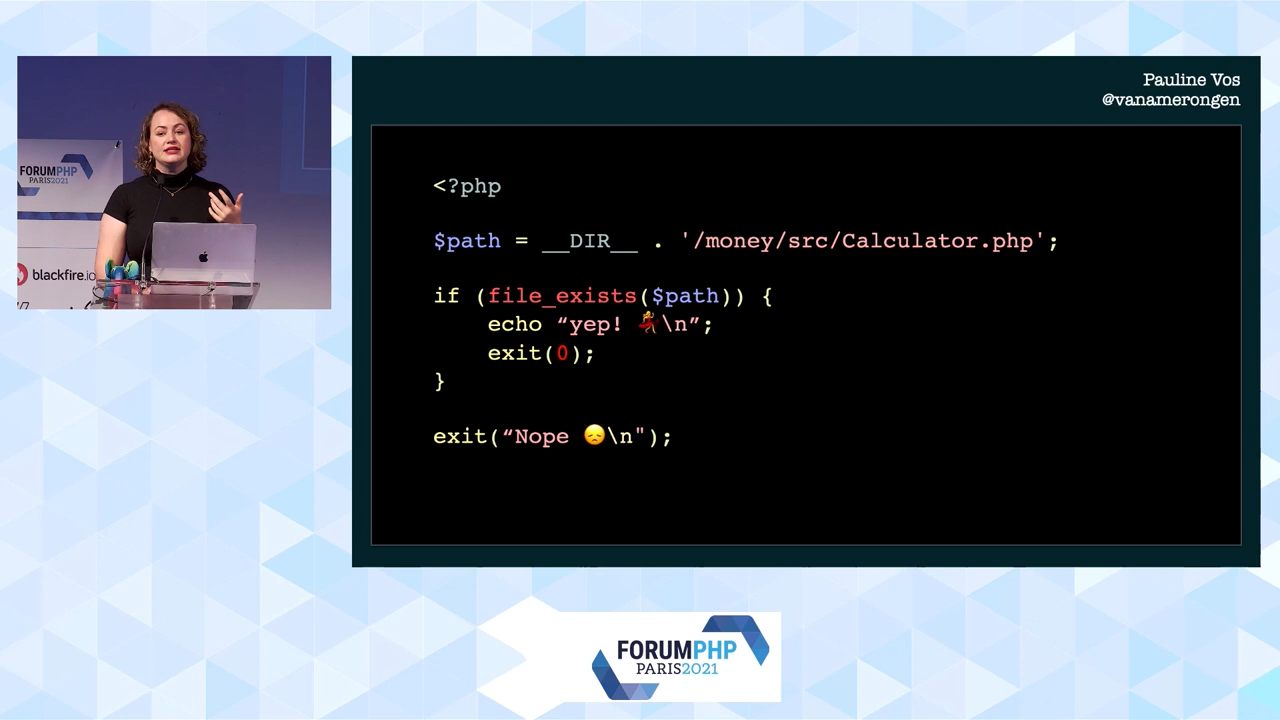 FORUMPHP
PARIS2021
blackfire.io
Pauline Vos
@vanamerongen
<?php
$path = __DIR__ . '/money/src/Calculator.php';
if (file_exists($path)) {
echo “yep! 💃\n”;
exit(0);
}
exit(“Nope 😞\n");
FORUMPHP
PARIS2021